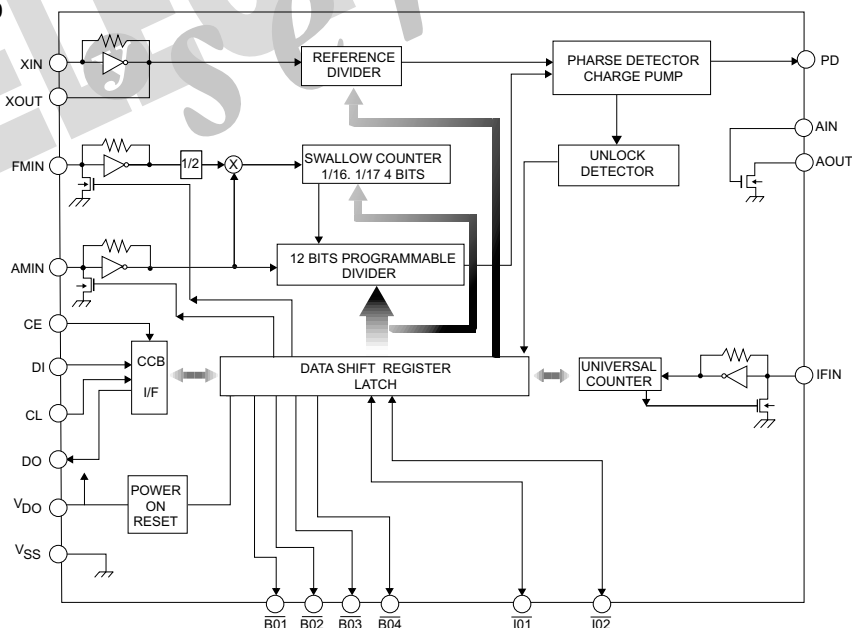 XIN
REFERENCE
DIVIDER
PHARSE DETECTOR
CHARGE PUMP
PD
XOUT
AIN
FMIN
1/2
X
SWALLOW COUNTER
1/16. 1/17 4 BITS
UNLOCK
DETECTOR
AOUT
AMIN
12 BITS PROGRAMMABLE
DIVIDER
CE
DI
CCB
I/F
DATA SHIFT REGISTER
LATCH
UNIVERSAL
COUNTER
IFIN
CL
DO
VDO
POWER
ON
RESET
VSS
B01 B02 B03 B04 I01 I02